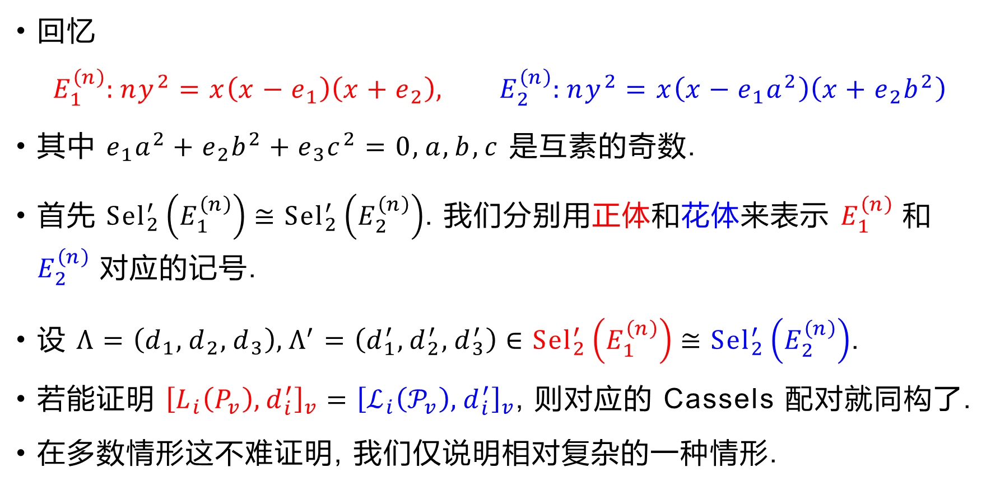 • 回忆
$E_1^{(n)}: ny^2 = x(x - e_1)(x + e_2),$ $E_2^{(n)}: ny^2 = x(x - e_1a^2)(x + e_2b^2)$
• 其中 $e_1a^2 + e_2b^2 + e_3c^2 = 0, a, b, c$ 是互素的奇数.
• 首先 $\mathrm{Sel}_2'\left(E_1^{(n)}\right) \cong \mathrm{Sel}_2'\left(E_2^{(n)}\right)$. 我们分别用正体和花体来表示 $E_1^{(n)}$ 和
$E_2^{(n)}$ 对应的记号.
• 设 $\Lambda = (d_1, d_2, d_3), \Lambda' = (d_1', d_2', d_3') \in \mathrm{Sel}_2'\left(E_1^{(n)}\right) \cong \mathrm{Sel}_2'\left(E_2^{(n)}\right)$.
• 若能证明 $[L_i(P_v), d_i']_v = [\mathcal{L}_i(\mathcal{P}_v), d_i']_v$, 则对应的 Cassels 配对就同构了.
• 在多数情形这不难证明, 我们仅说明相对复杂的一种情形.